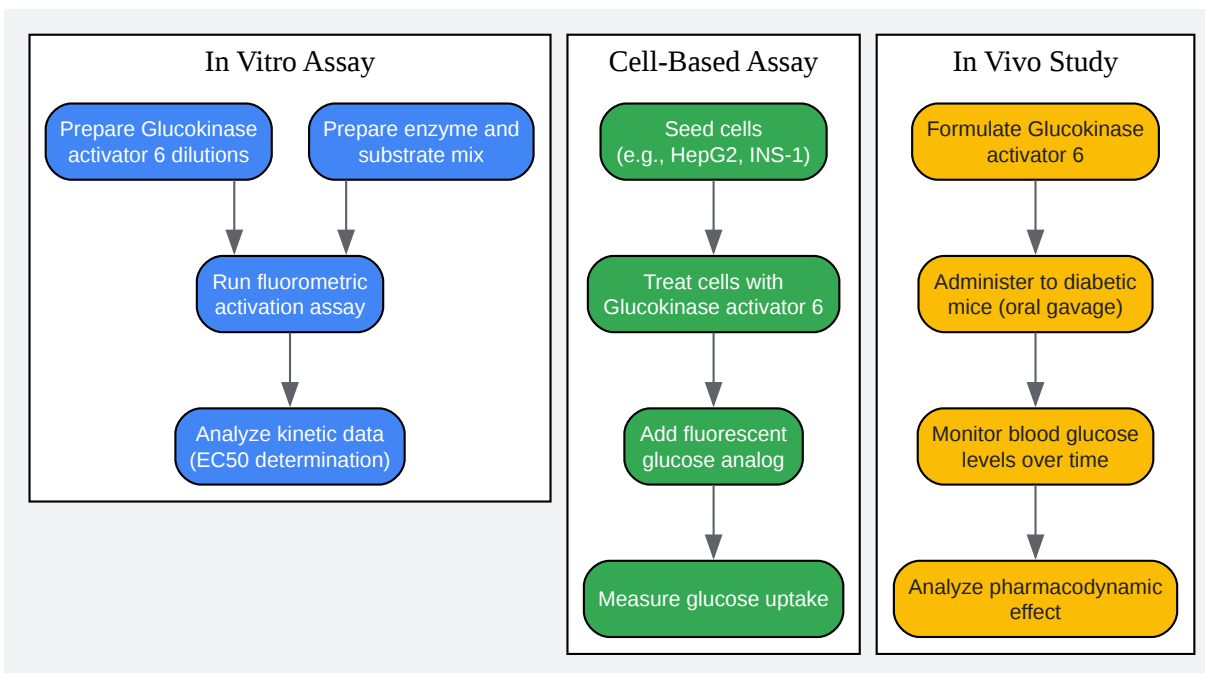 In Vitro Assay
Prepare Glucokinase
activator 6 dilutions
Prepare enzyme and
substrate mix
Run fluorometric
activation assay
Analyze kinetic data
(EC50 determination)
Cell-Based Assay
Seed cells
(e.g., HepG2, INS-1)
Treat cells with
Glucokinase activator 6
Add fluorescent
glucose analog
Measure glucose uptake
In Vivo Study
Formulate Glucokinase
activator 6
Administer to diabetic
mice (oral gavage)
Monitor blood glucose
levels over time
Analyze pharmacodynamic
effect